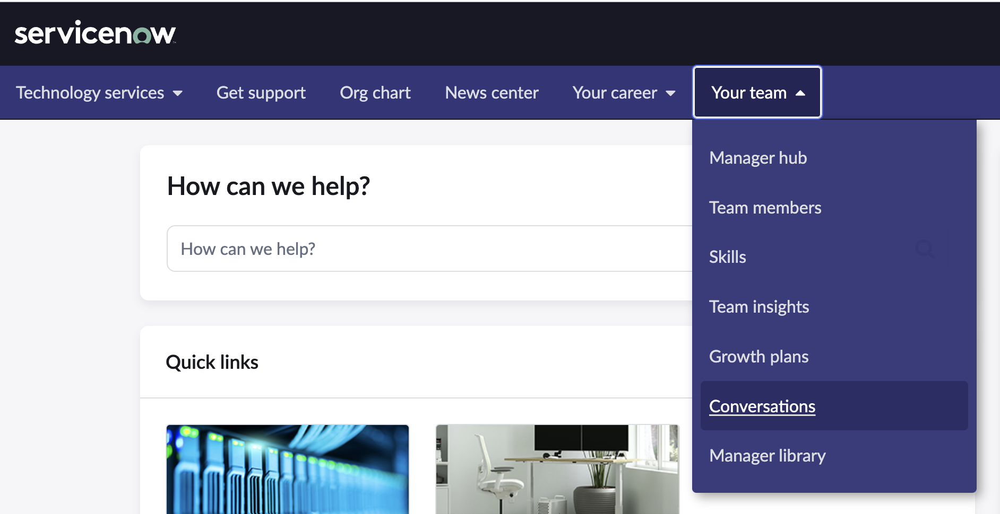 servicenow
Technology services
Get support
Org chart
News center
Your career
Your team
Manager hub
Team members
Skills
Team insights
Growth plans
Conversations
Manager library
How can we help?
How can we help?
Quick links